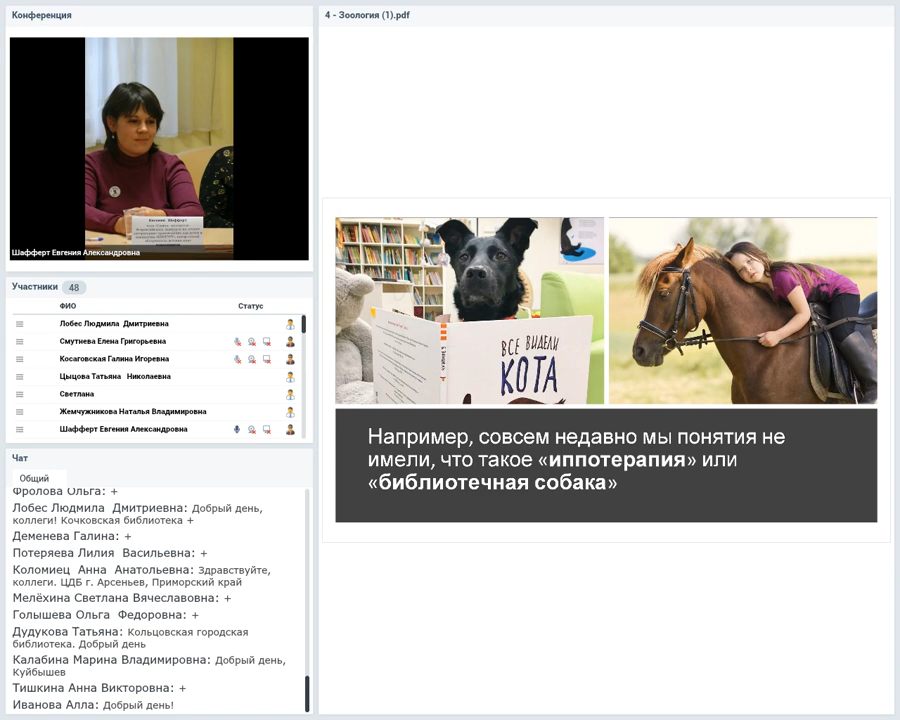 Конференция
Шафферт Евгения Александровна
Участники 48
ФИО Статус
Лобес Людмила Дмитриевна
Смутнева Елена Григорьевна
Косаговская Галина Игоревна
Цыцова Татьяна Николаевна
Светлана
Жемчужникова Наталья Владимировна
Шафферт Евгения Александровна
Чат
Общий
Фролова Ольга: +
Лобес Людмила Дмитриевна: Добрый день,
коллеги! Кочковская библиотека +
Деменева Галина: +
Потеряева Лилия Васильевна: +
Коломиец Анна Анатольевна: Здравствуйте,
коллеги. ЦДБ г. Арсеньев, Приморский край
Мелёхина Светлана Вячеславовна: +
Голышева Ольга Федоровна: +
Дудукова Татьяна: Кольцовская городская
библиотека. Добрый день
Калабина Марина Владимировна: Добрый день,
Куйбышев
Тишкина Анна Викторовна: +
Иванова Алла: Добрый день!
4 - Зоология (1).pdf
ВСЕ ВИДЕЛИ
КОТА
Например, совсем недавно мы понятия не
имели, что такое «иппотерапия» или
«библиотечная собака»